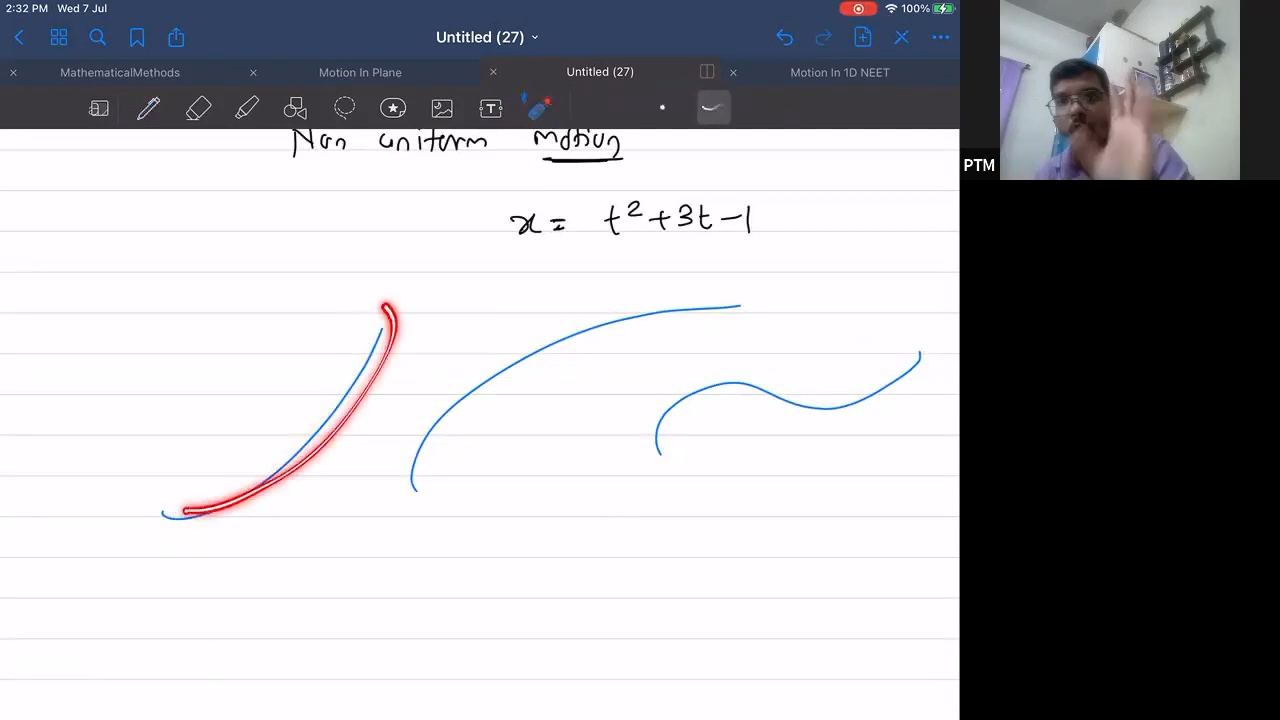 2:32 PM Wed 7 Jul
100%
Untitled (27)
MathematicalMethods
Motion In Plane
Untitled (27)
Motion In 1D NEET
T
PTM
Non uniform motion
x = t²+3t-1